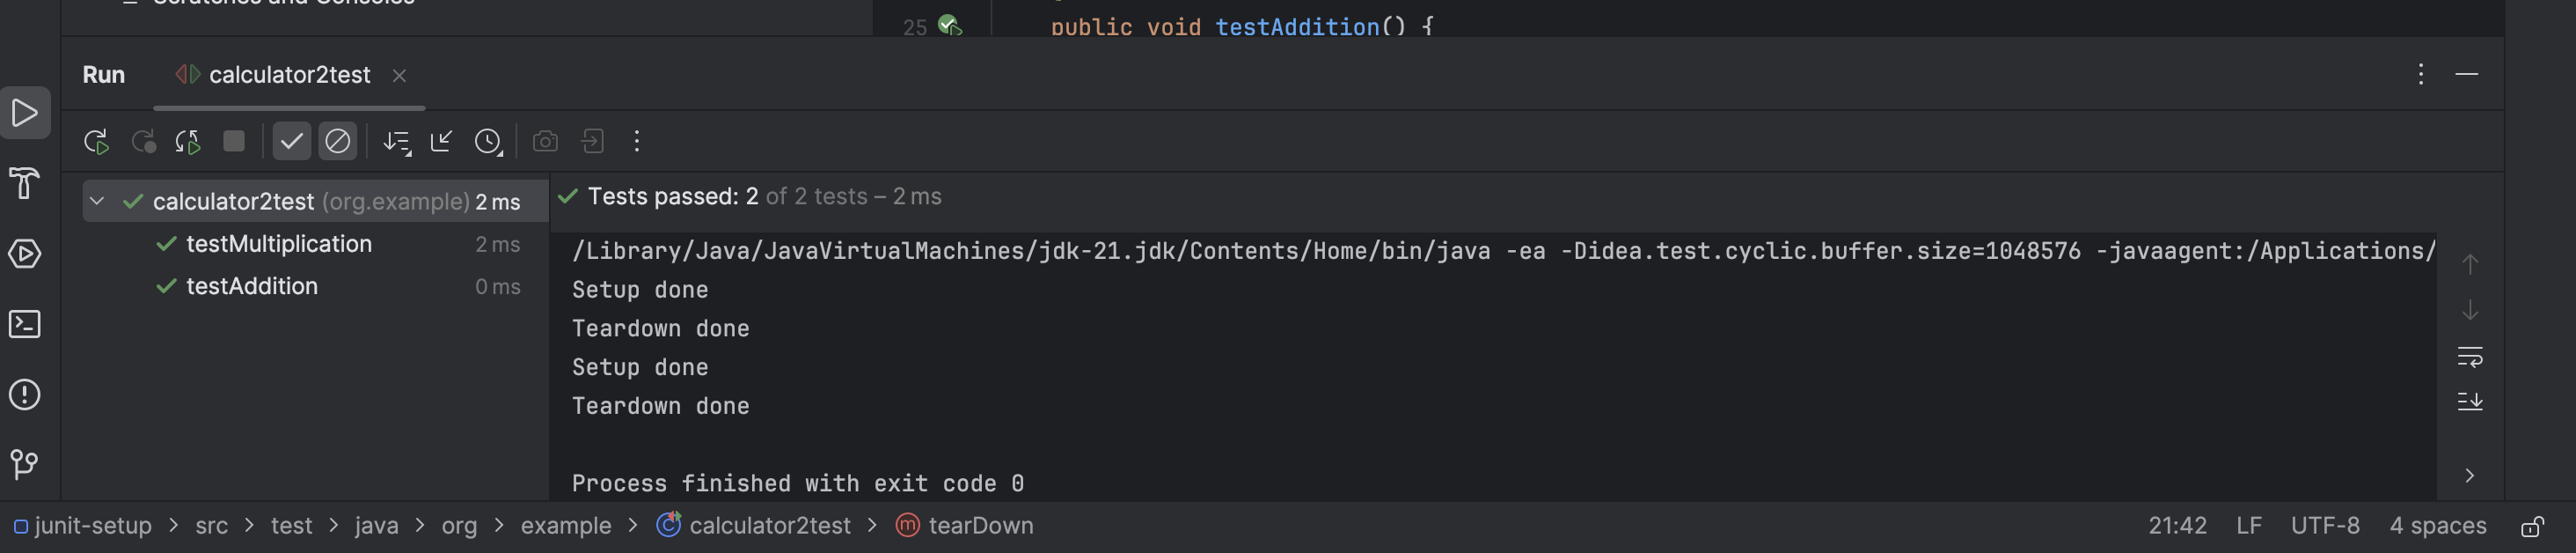 Scratches and Consoles
25 public void testAddition() {
Run calculator2test
calculator2test (org.example) 2 ms
testMultiplication 2 ms
testAddition 0 ms
Tests passed: 2 of 2 tests – 2 ms
/Library/Java/JavaVirtualMachines/jdk-21.jdk/Contents/Home/bin/java -ea -Didea.test.cyclic.buffer.size=1048576 -javaagent:/Applications/
Setup done
Teardown done
Setup done
Teardown done
Process finished with exit code 0
junit-setup > src > test > java > org > example > calculator2test > tearDown 21:42 LF UTF-8 4 spaces